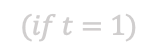 (if t = 1)